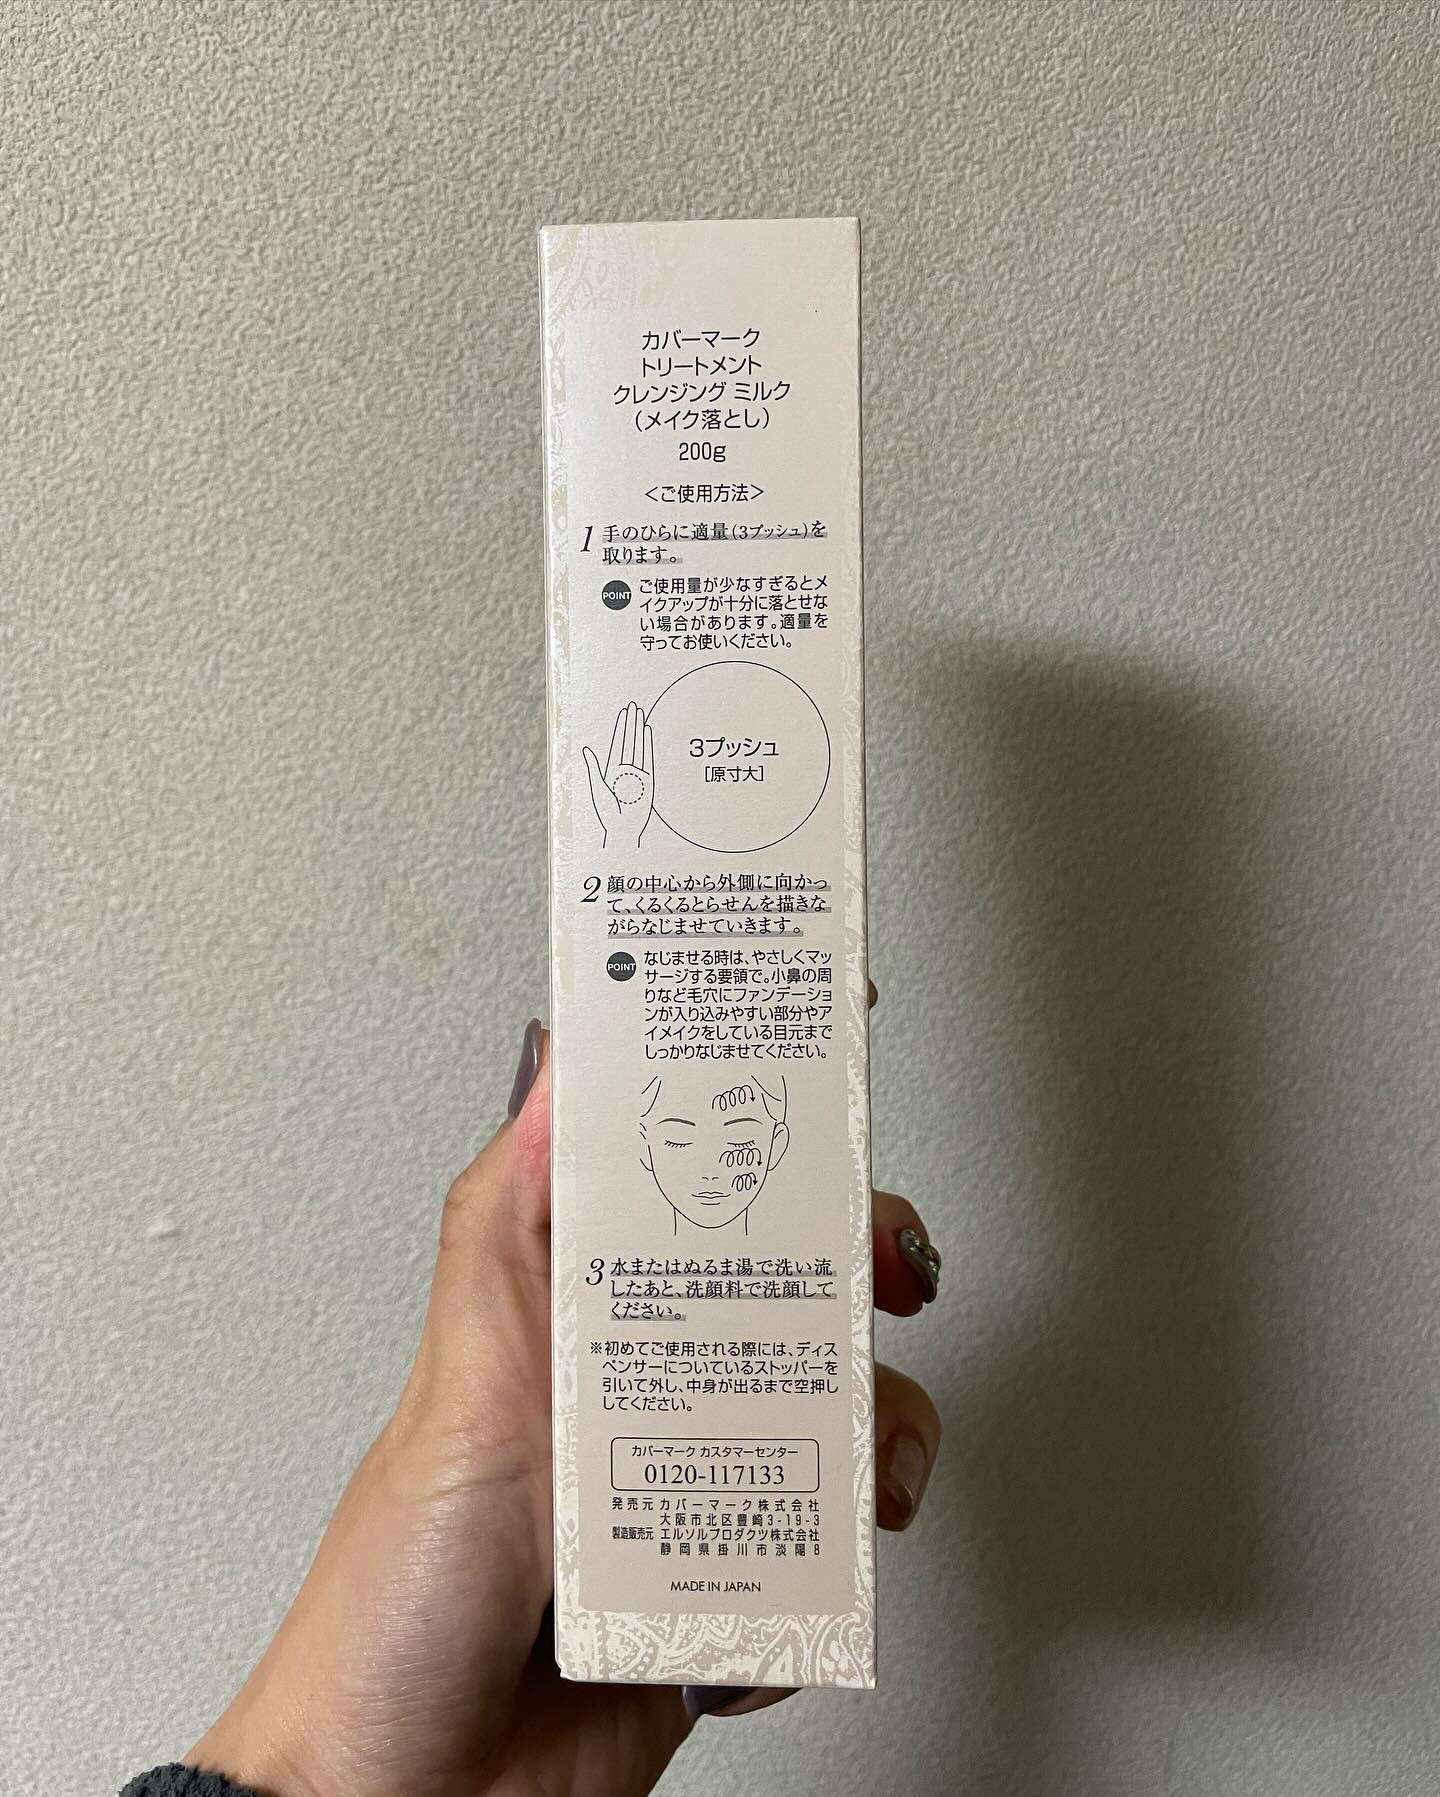 カバーマーク
トリートメント
クレンジング ミルク
（メイク落とし）
200g
＜ご使用方法＞
1 手のひらに適量(3プッシュ)を
取ります。
POINT ご使用量が少なすぎるとメ
イクアップが十分に落とせな
い場合があります。適量を
守ってお使いください。
3プッシュ
[原寸大]
2 顔の中心から外側に向かっ
て、くるくるとらせんを描きな
がらなじませていきます。
POINT なじませる時は、やさしくマッ
サージする要領で。小鼻の周
りなど毛穴にファンデーショ
ンが入り込みやすい部分やア
イメイクをしている目元まで
しっかりなじませてください。
3 水またはぬるま湯で洗い流
したあと、洗顔料で洗顔して
ください。
※初めてご使用される際には、ディス
ペンサーについているストッパーを
引いて外し、中身が出るまで空押し
してください。
カバーマーク カスタマーセンター
0120-117133
発売元 カバーマーク株式会社
大阪市北区豊崎3-19-3
製造販売元 エルソルプロダクツ株式会社
静岡県掛川市淡陽8
MADE IN JAPAN